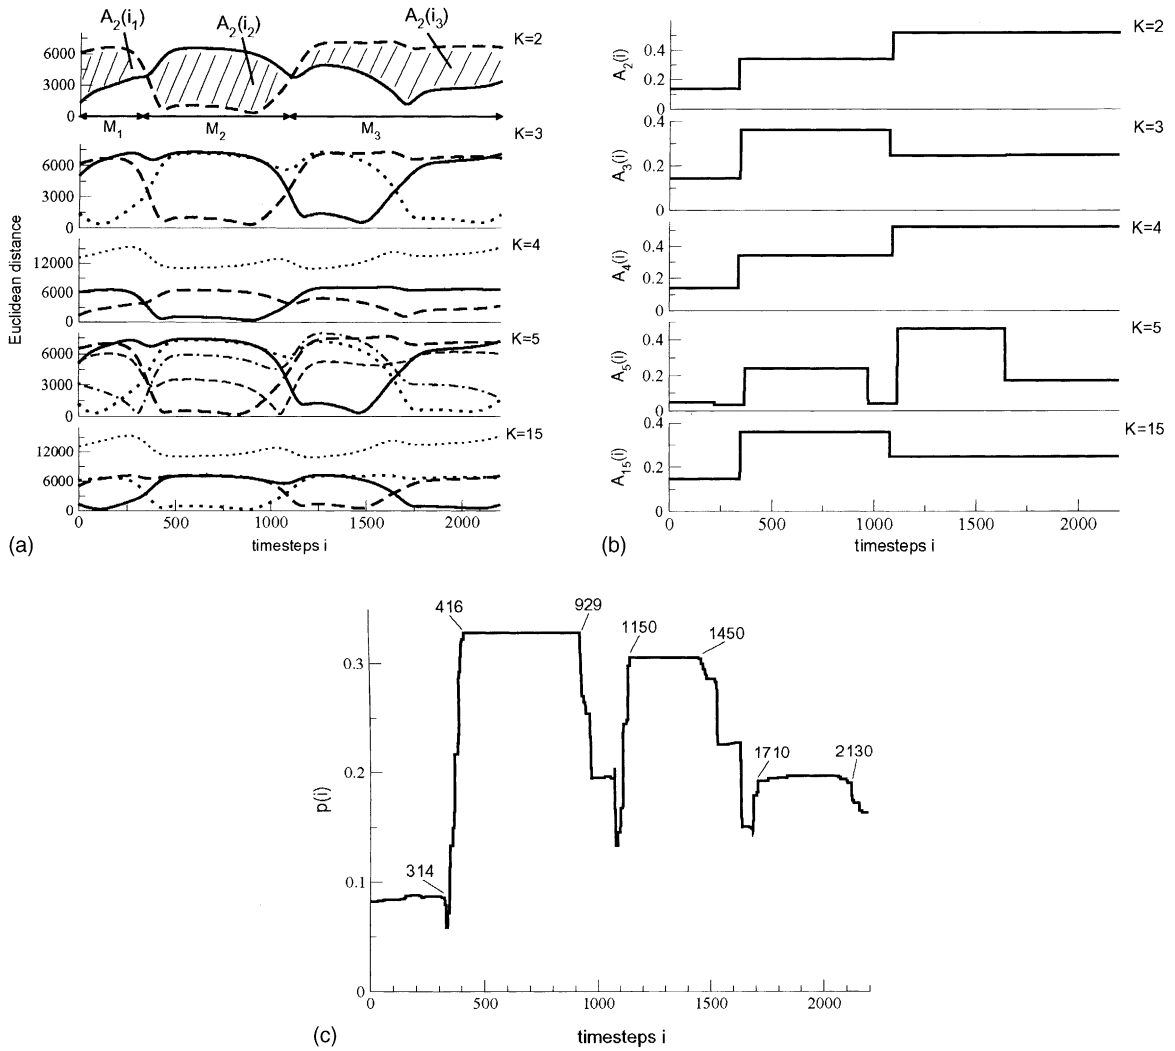 A₂(i₁)
A₂(i₂)
A₂(i₃)
K=2
6000
3000
0
M₁
M₂
M₃
K=3
6000
3000
0
K=4
12000
6000
0
K=5
6000
3000
0
K=15
12000
6000
0
0
500
1000
1500
2000
Euclidean distance
timesteps i
(a)
K=2
0.4
0.2
0
A₂(i)
K=3
0.4
0.2
0
A₃(i)
K=4
0.4
0.2
0
A₄(i)
K=5
0.4
0.2
0
A₅(i)
K=15
0.4
0.2
0
A₁₅(i)
0
500
1000
1500
2000
timesteps i
(b)
416
929
1150
1450
1710
2130
314
0.3
0.2
0.1
0
p(i)
0
500
1000
1500
2000
timesteps i
(c)